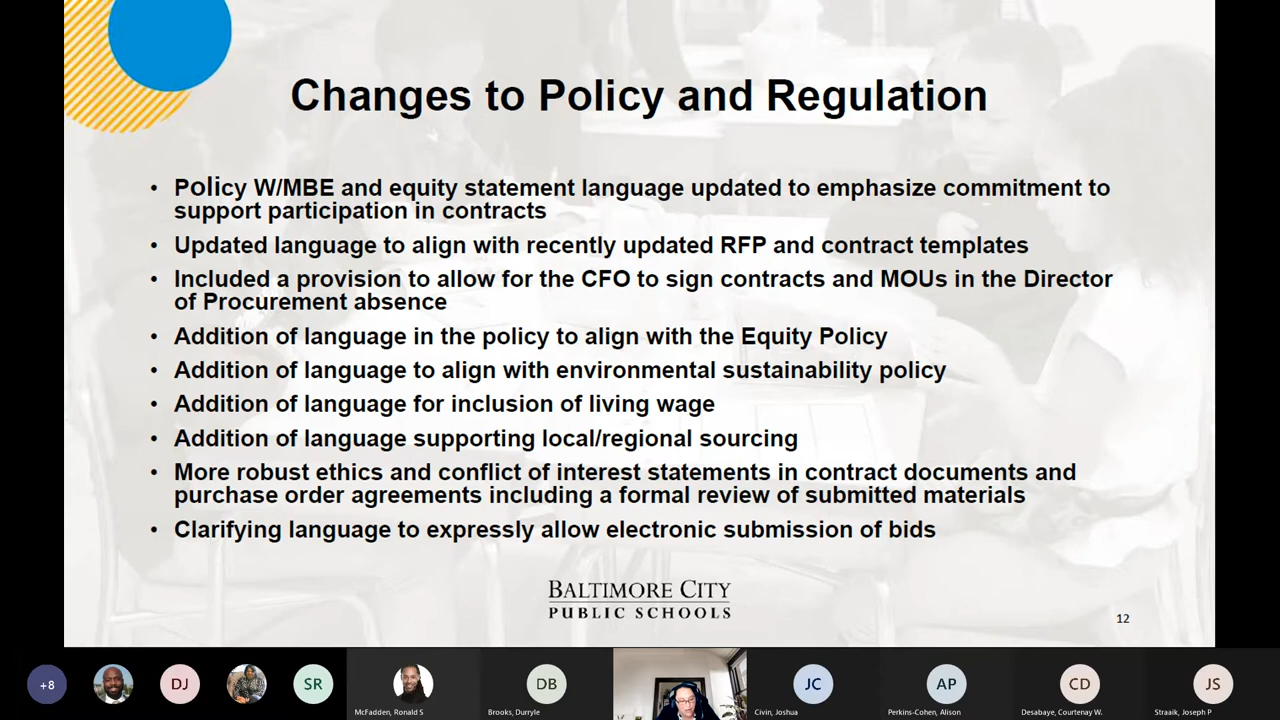 Changes to Policy and Regulation
• Policy W/MBE and equity statement language updated to emphasize commitment to
support participation in contracts
• Updated language to align with recently updated RFP and contract templates
• Included a provision to allow for the CFO to sign contracts and MOUs in the Director
of Procurement absence
• Addition of language in the policy to align with the Equity Policy
• Addition of language to align with environmental sustainability policy
• Addition of language for inclusion of living wage
• Addition of language supporting local/regional sourcing
• More robust ethics and conflict of interest statements in contract documents and
purchase order agreements including a formal review of submitted materials
• Clarifying language to expressly allow electronic submission of bids
BALTIMORE CITY
PUBLIC SCHOOLS
12
+8 DJ SR DB JC AP CD JS
McFadden, Ronald S Brooks, Durryle Civin, Joshua Perkins-Cohen, Alison Desabaye, Courtenay W. Straaik, Joseph P